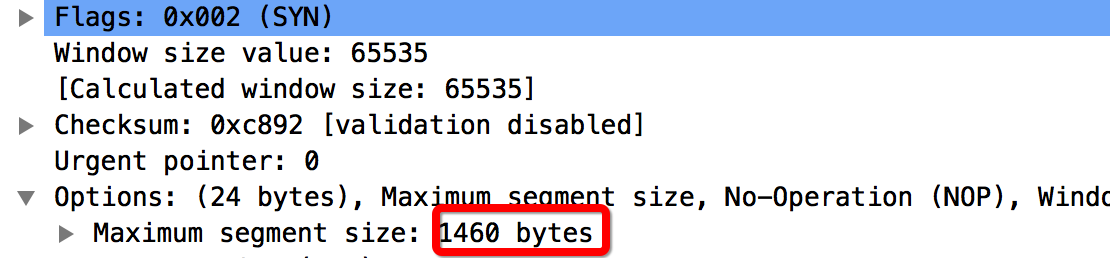 Flags: 0x002 (SYN)
Window size value: 65535
[Calculated window size: 65535]
Checksum: 0xc892 [validation disabled]
Urgent pointer: 0
Options: (24 bytes), Maximum segment size, No-Operation (NOP), Windo
Maximum segment size: 1460 bytes